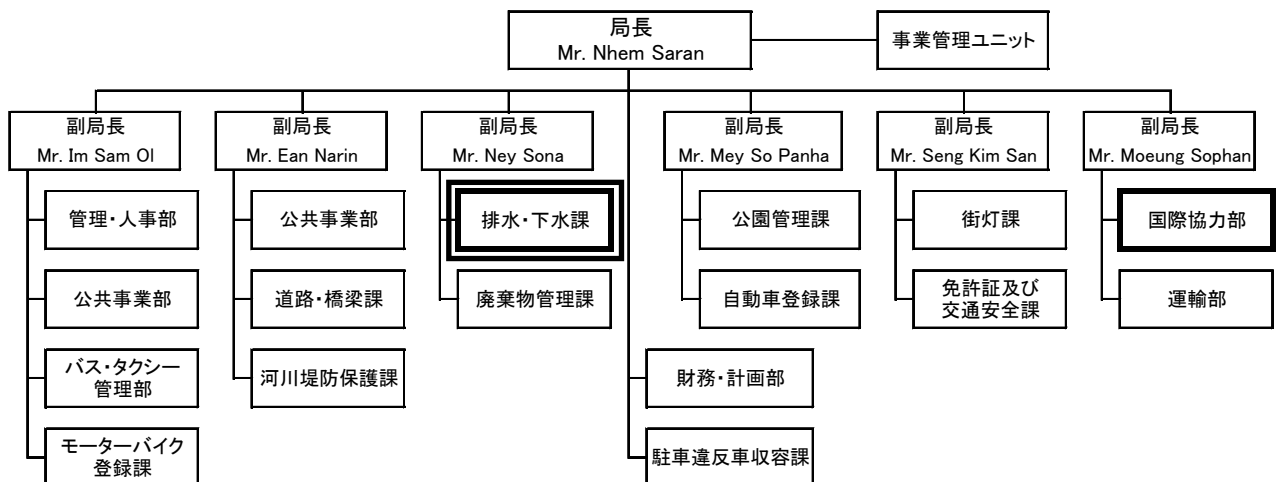 局長
Mr. Nhem Saran
事業管理ユニット
副局長
Mr. Im Sam Ol
副局長
Mr. Ean Narin
副局長
Mr. Ney Sona
副局長
Mr. Mey So Panha
副局長
Mr. Seng Kim San
副局長
Mr. Moeung Sophan
管理・人事部
公共事業部
排水・下水課
公園管理課
街灯課
国際協力部
公共事業部
道路・橋梁課
廃棄物管理課
自動車登録課
免許証及び
交通安全課
運輸部
バス・タクシー
管理部
河川堤防保護課
財務・計画部
モーターバイク
登録課
駐車違反車収容課